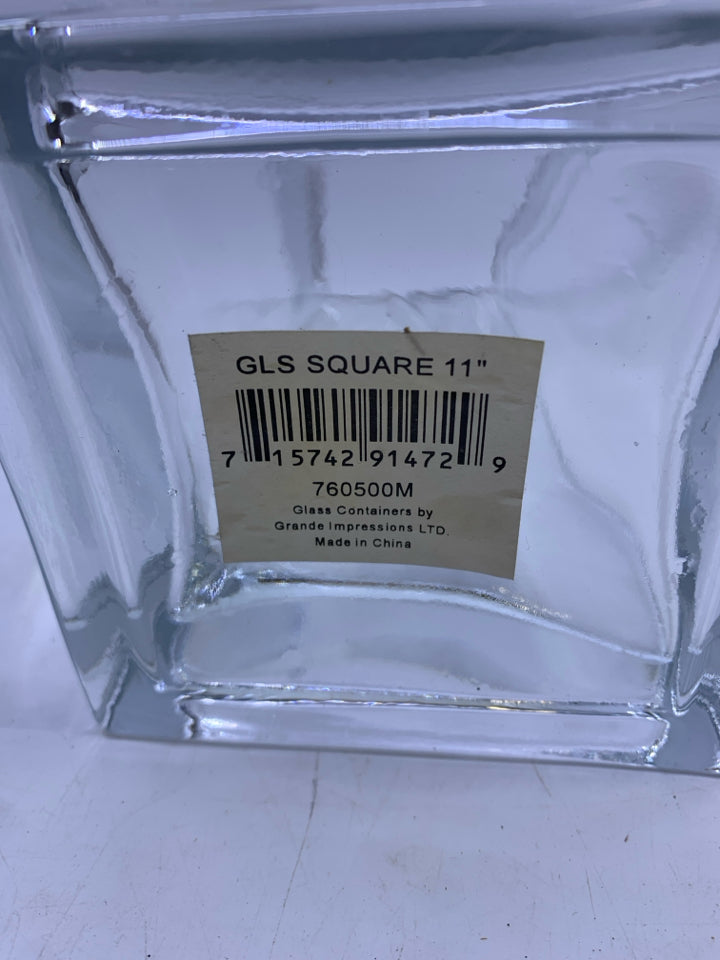 GLS SQUARE 11"
7 15742 91472 9
760500M
Glass Containers by
Grande Impressions LTD.
Made in China